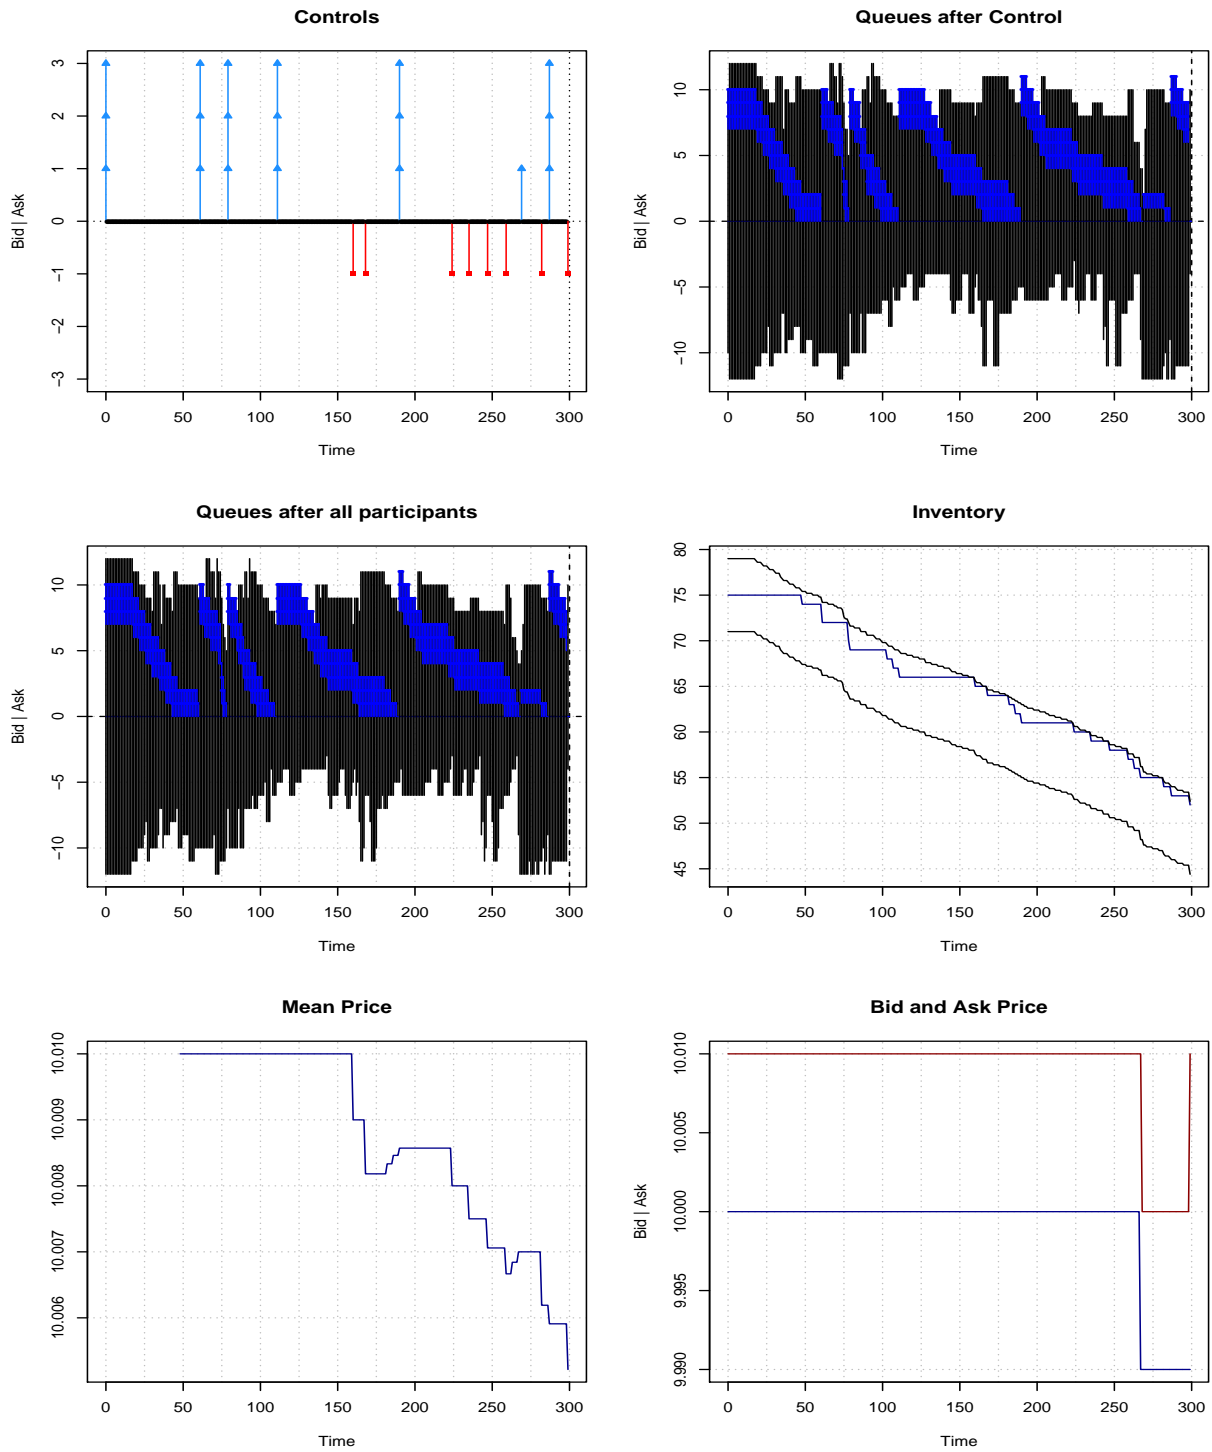 Controls
Bid | Ask
3
2
1
0
−1
−2
−3
0 50 100 150 200 250 300
Time
Queues after Control
Bid | Ask
10
5
0
−5
−10
0 50 100 150 200 250 300
Time
Queues after all participants
Bid | Ask
10
5
0
−5
−10
0 50 100 150 200 250 300
Time
Inventory
80
75
70
65
60
55
50
45
0 50 100 150 200 250 300
Time
Mean Price
10.010
10.009
10.008
10.007
10.006
0 50 100 150 200 250 300
Time
Bid and Ask Price
Bid | Ask
10.010
10.005
10.000
9.995
9.990
0 50 100 150 200 250 300
Time